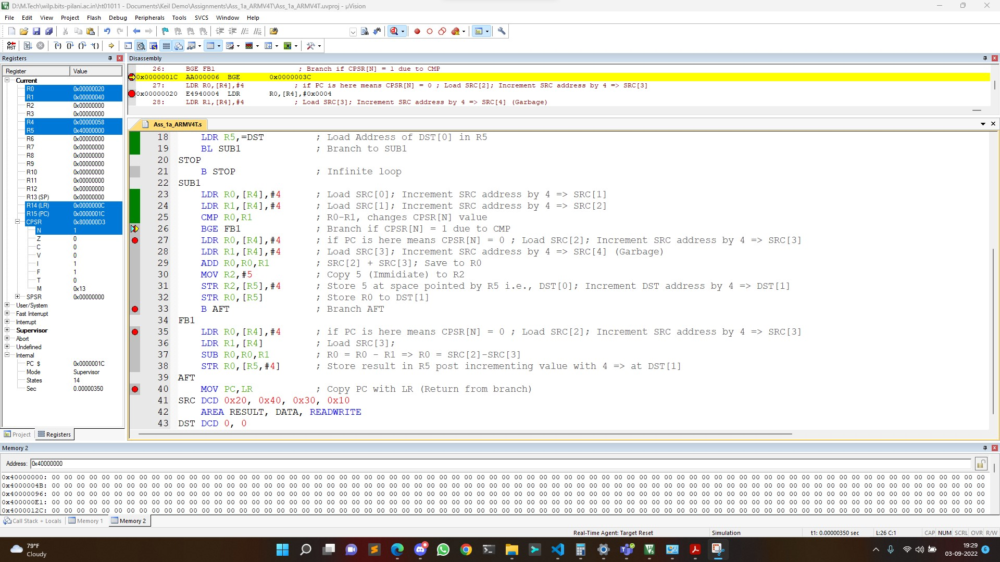 D:\M.Tech\wilp.bits-pilani.ac.in\ht01011 - Documents\Keil Demo\Assignments\Ass_1a_ARMV4T\Ass_1a_ARMV4T.uvproj - µVision
File Edit View Project Flash Debug Peripherals Tools SVCS Window Help
Registers
Register Value
Current
R0 0x00000020
R1 0x00000040
R2 0x00000000
R3 0x00000000
R4 0x00000058
R5 0x40000000
R6 0x00000000
R7 0x00000000
R8 0x00000000
R9 0x00000000
R10 0x00000000
R11 0x00000000
R12 0x00000000
R13 (SP) 0x00000000
R14 (LR) 0x0000000C
R15 (PC) 0x0000001C
CPSR 0x800000D3
N 1
Z 0
C 0
V 0
I 1
F 1
T 0
M 0x13
SPSR 0x00000000
User/System
Fast Interrupt
Interrupt
Supervisor
Abort
Undefined
Internal
PC $ 0x0000001C
Mode Supervisor
States 14
Sec 0.00000350
Project Registers
Disassembly
26: BGE FB1 ; Branch if CPSR[N] = 1 due to CMP
0x0000001C AA000006 BGE 0x0000003C
27: LDR R0,[R4],#4 ; if PC is here means CPSR[N] = 0 ; Load SRC[2]; Increment SRC address by 4 => SRC[3]
0x00000020 E4940004 LDR R0,[R4],#0x0004
28: LDR R1,[R4],#4 ; Load SRC[3]; Increment SRC address by 4 => SRC[4] (Garbage)
Ass_1a_ARMV4T.s
18 LDR R5,=DST ; Load Address of DST[0] in R5
19 BL SUB1 ; Branch to SUB1
20 STOP
21 B STOP ; Infinite loop
22 SUB1
23 LDR R0,[R4],#4 ; Load SRC[0]; Increment SRC address by 4 => SRC[1]
24 LDR R1,[R4],#4 ; Load SRC[1]; Increment SRC address by 4 => SRC[2]
25 CMP R0,R1 ; R0-R1, changes CPSR[N] value
26 BGE FB1 ; Branch if CPSR[N] = 1 due to CMP
27 LDR R0,[R4],#4 ; if PC is here means CPSR[N] = 0 ; Load SRC[2]; Increment SRC address by 4 => SRC[3]
28 LDR R1,[R4],#4 ; Load SRC[3]; Increment SRC address by 4 => SRC[4] (Garbage)
29 ADD R0,R0,R1 ; SRC[2] + SRC[3]; Save to R0
30 MOV R2,#5 ; Copy 5 (Immidiate) to R2
31 STR R2,[R5],#4 ; Store 5 at space pointed by R5 i.e., DST[0]; Increment DST address by 4 => DST[1]
32 STR R0,[R5] ; Store R0 to DST[1]
33 B AFT ; Branch AFT
34 FB1
35 LDR R0,[R4],#4 ; if PC is here means CPSR[N] = 0 ; Load SRC[2]; Increment SRC address by 4 => SRC[3]
36 LDR R1,[R4] ; Load SRC[3];
37 SUB R0,R0,R1 ; R0 = R0 - R1 => R0 = SRC[2]-SRC[3]
38 STR R0,[R5,#4] ; Store result in R5 post incrementing value with 4 => at DST[1]
39 AFT
40 MOV PC,LR ; Copy PC with LR (Return from branch)
41 SRC DCD 0x20, 0x40, 0x30, 0x10
42 AREA RESULT, DATA, READWRITE
43 DST DCD 0, 0
Memory 2
Address: 0x40000000
0x40000000: 00 00 00 00 00 00 00 00 00 00 00 00 00 00 00 00 00 00 00 00 00 00 00 00 00 00 00 00 00 00 00 00 00 00 00 00 00 00 00 00 00 00 00 00 00 00 00 00 00 00 00 00 00 00 00 00 00 00 00 00 00 00 00 00 00 00 00 00 00 00 00 00 00 00 00
0x4000004B: 00 00 00 00 00 00 00 00 00 00 00 00 00 00 00 00 00 00 00 00 00 00 00 00 00 00 00 00 00 00 00 00 00 00 00 00 00 00 00 00 00 00 00 00 00 00 00 00 00 00 00 00 00 00 00 00 00 00 00 00 00 00 00 00 00 00 00 00 00 00 00 00 00 00 00
0x40000096: 00 00 00 00 00 00 00 00 00 00 00 00 00 00 00 00 00 00 00 00 00 00 00 00 00 00 00 00 00 00 00 00 00 00 00 00 00 00 00 00 00 00 00 00 00 00 00 00 00 00 00 00 00 00 00 00 00 00 00 00 00 00 00 00 00 00 00 00 00 00 00 00 00 00 00
0x400000E1: 00 00 00 00 00 00 00 00 00 00 00 00 00 00 00 00 00 00 00 00 00 00 00 00 00 00 00 00 00 00 00 00 00 00 00 00 00 00 00 00 00 00 00 00 00 00 00 00 00 00 00 00 00 00 00 00 00 00 00 00 00 00 00 00 00 00 00 00 00 00 00 00 00 00 00
0x4000012C: 00 00 00 00 00 00 00 00 00 00 00 00 00 00 00 00 00 00 00 00 00 00 00 00 00 00 00 00 00 00 00 00 00 00 00 00 00 00 00 00 00 00 00 00 00 00 00 00 00 00 00 00 00 00 00 00 00 00 00 00 00 00 00 00 00 00 00 00 00 00 00 00 00 00 00
Call Stack + Locals Memory 1 Memory 2
Real-Time Agent: Target Reset Simulation t1: 0.00000350 sec L:26 C:1 CAP NUM SCRL OVR R/W
79°F
Cloudy
19:29
03-09-2022
6